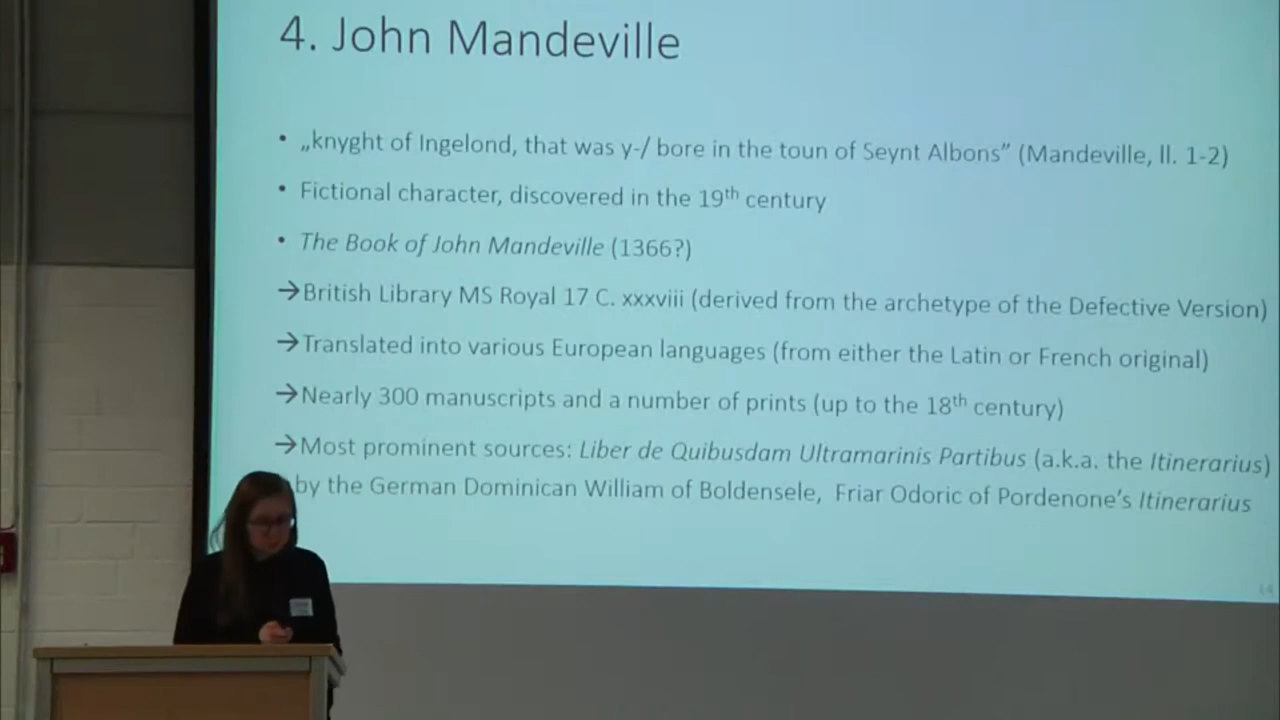 4. John Mandeville
• „knyght of Ingelond, that was y-/ bore in the toun of Seynt Albons” (Mandeville, ll. 1-2)
• Fictional character, discovered in the 19th century
• The Book of John Mandeville (1366?)
→British Library MS Royal 17 C. xxxviii (derived from the archetype of the Defective Version)
→Translated into various European languages (from either the Latin or French original)
→Nearly 300 manuscripts and a number of prints (up to the 18th century)
→Most prominent sources: Liber de Quibusdam Ultramarinis Partibus (a.k.a. the Itinerarius)
by the German Dominican William of Boldensele, Friar Odoric of Pordenone’s Itinerarius